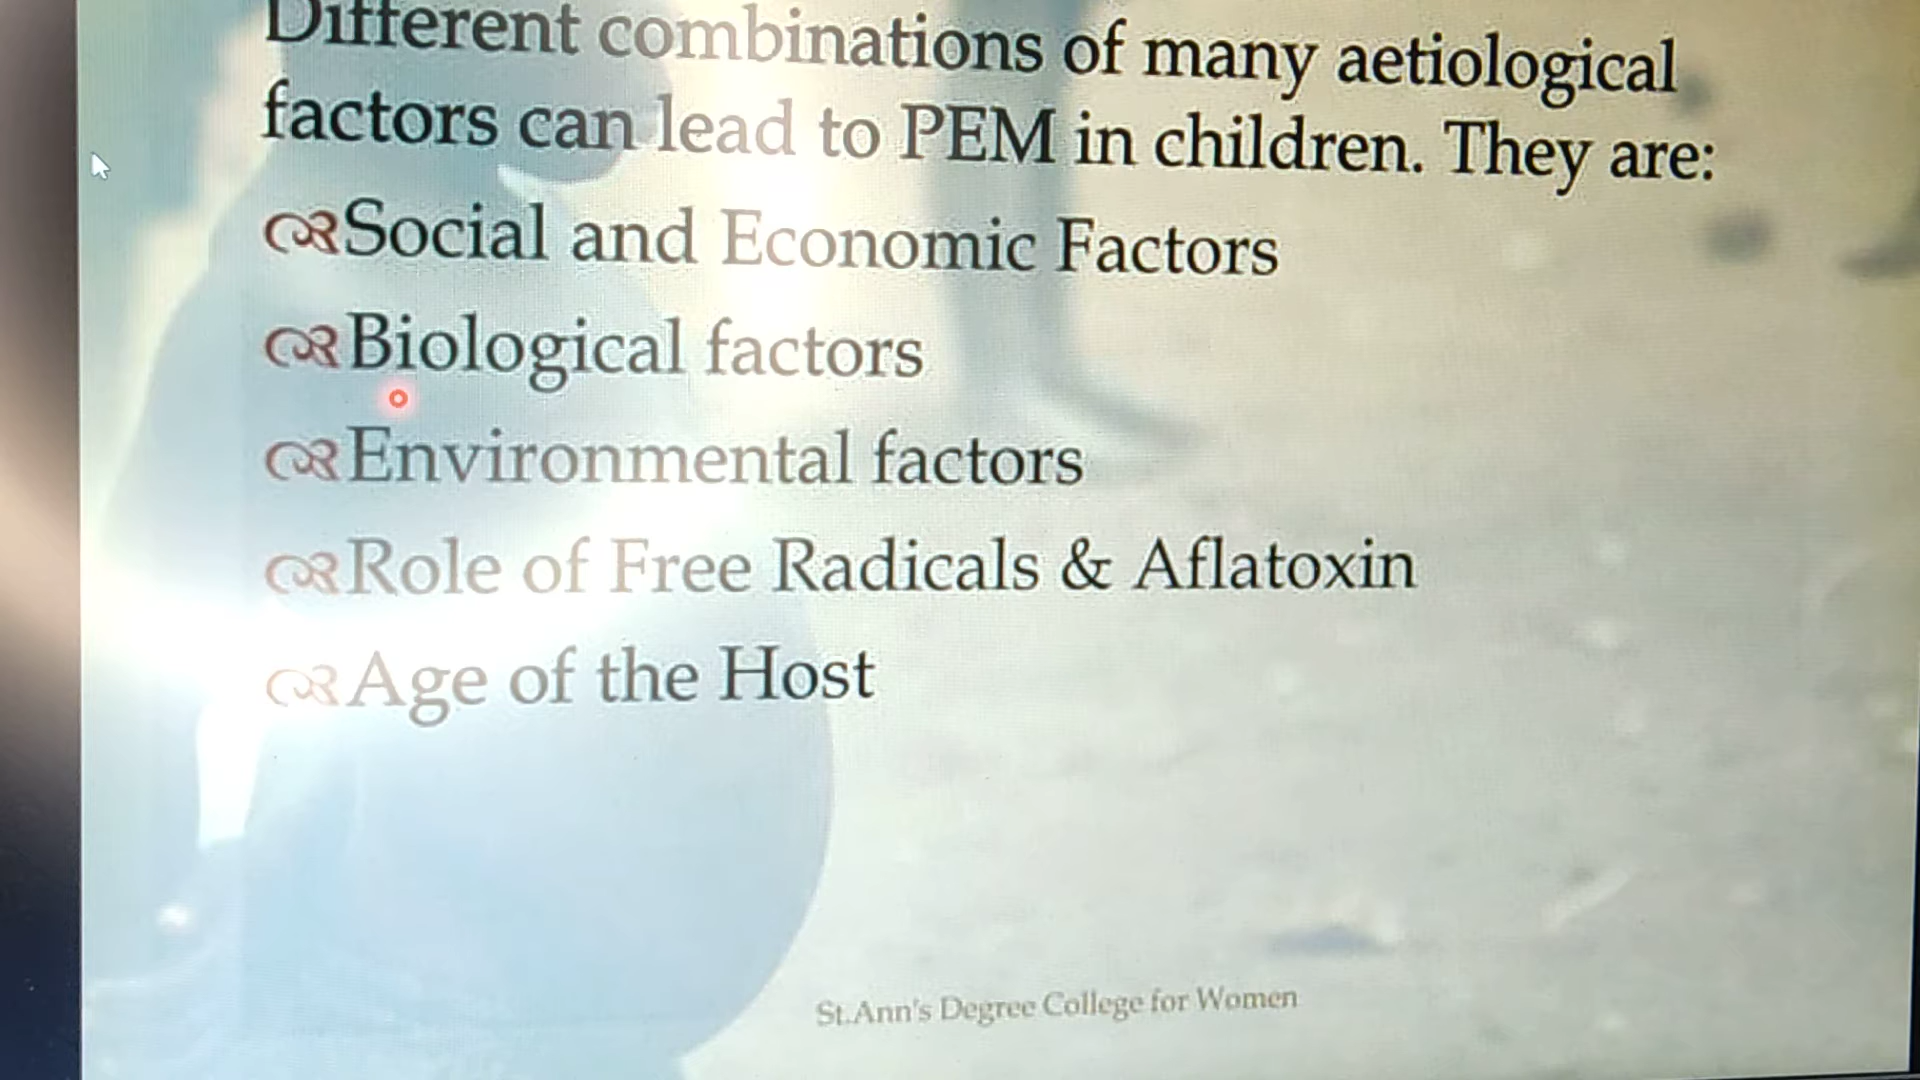 Different combinations of many aetiological
factors can lead to PEM in children. They are:
Social and Economic Factors
Biological factors
Environmental factors
Role of Free Radicals & Aflatoxin
Age of the Host
St.Ann's Degree College for Women